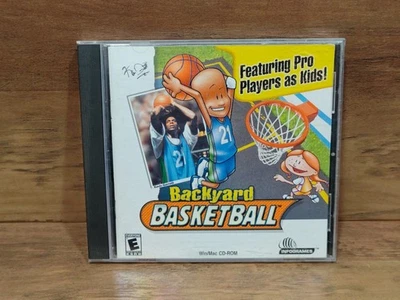 Featuring Pro
Players as Kids!
21
21
Backyard
BASKETBALL
E
Win/Mac CD-ROM
INFOGRAMES